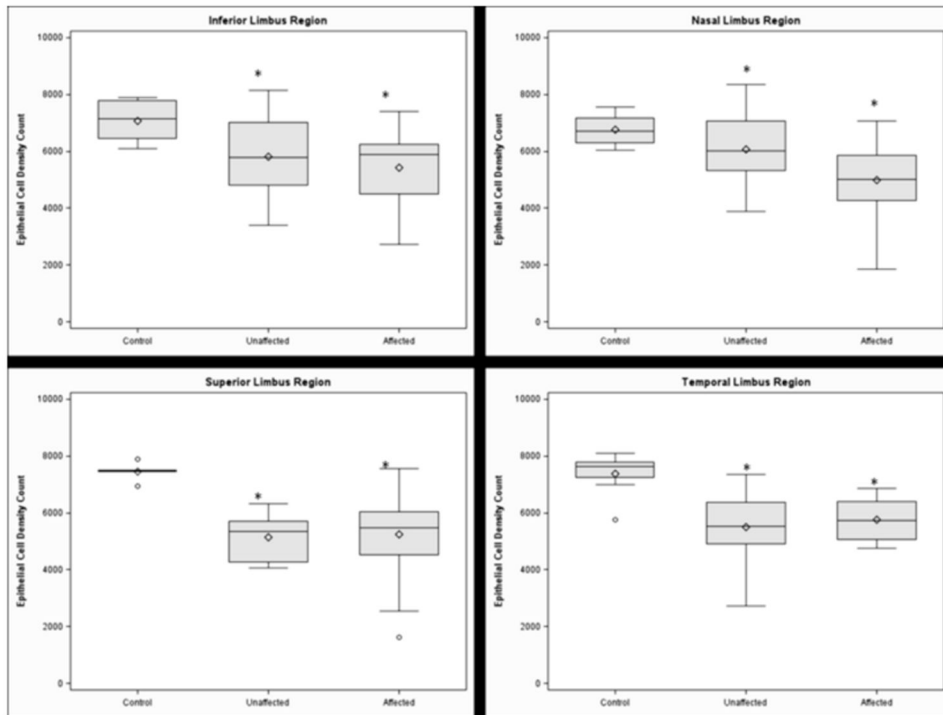 Inferior Limbus Region
Epithelial Cell Density Count
10000
8000
6000
4000
2000
0
Control Unaffected Affected
* *
Nasal Limbus Region
Epithelial Cell Density Count
10000
8000
6000
4000
2000
0
Control Unaffected Affected
* *
Superior Limbus Region
Epithelial Cell Density Count
10000
8000
6000
4000
2000
0
Control Unaffected Affected
* *
Temporal Limbus Region
Epithelial Cell Density Count
10000
8000
6000
4000
2000
0
Control Unaffected Affected
* *